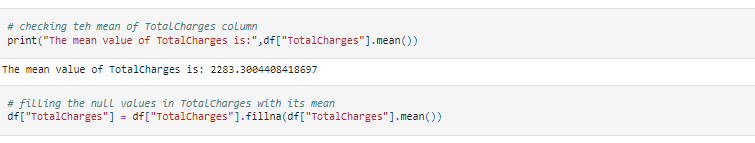 # checking teh mean of TotalCharges column
print("The mean value of TotalCharges is:",df["TotalCharges"].mean())
The mean value of TotalCharges is: 2283.3004408418697
# filling the null values in TotalCharges with its mean
df["TotalCharges"] = df["TotalCharges"].fillna(df["TotalCharges"].mean())